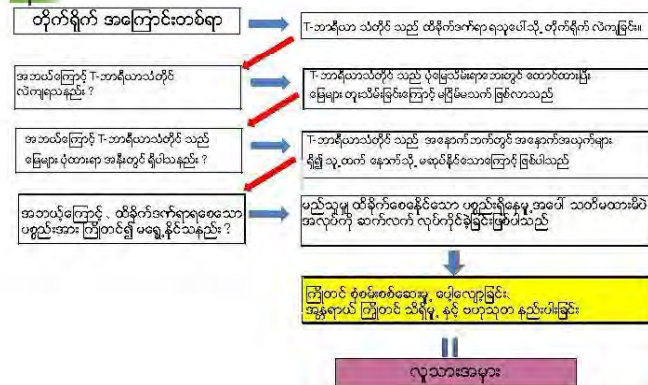 တိုက်ရိုက် အကြောင်းတစ်ရာ
T-ဘာရီယာ သံတိုင် သည် ထိခိုက်ဒဏ်ရာ ရသူပေါ်သို့ တိုက်ရိုက် လဲကျခြင်း။
အဘယ်ကြောင့် T-ဘာရီယာသံတိုင်
လဲကျရသနည်း ?
T-ဘာရီယာသံတိုင် သည် ပုံမြေသိမ်းရာဘေးတွင် ထောင်ထားပြီး
မြေများ တူးသိမ်းခြင်းကြောင့် မငြိမ်မသက် ဖြစ်လာသည်
အဘယ်ကြောင့် T-ဘာရီယာသံတိုင် သည်
မြေများ ပုံထားရာ အနီးတွင် ရှိပါသနည်း ?
T-ဘာရီယာသံတိုင် သည် အနောက်ဘက်တွင် အနှောက်အယှက်များ
ရှိ၍ သူ့ထက် နောက်သို့ မဆုပ်နိုင်သောကြောင့် ဖြစ်ပါသည်
အဘယ့်ကြောင့် ၊ ထိခိုက်ဒဏ်ရာရစေသော
ပစ္စည်းအား ကြိုတင်၍ မရွေ့နိုင်သနည်း ?
မည်သူမျှ ထိခိုက်စေနိုင်သော ပစ္စည်းရှိနေမှု အပေါ် သတိမထားမိပဲ
အလုပ်ကို ဆက်လက် လုပ်ကိုင်ခဲ့ခြင်းဖြစ်ပါသည်
ကြိုတင် စုံစမ်းစစ်ဆေးမှု ပေါ့လျော့ခြင်း၊
အန္တရာယ် ကြိုတင် သိရှိမှု နှင့် ဗဟုသုတ နည်းပါးခြင်း
လူသားအမှား